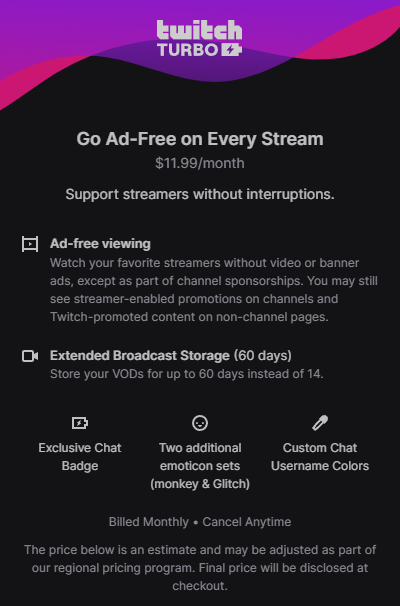 twitch
TURBO
Go Ad-Free on Every Stream
$11.99/month
Support streamers without interruptions.
Ad-free viewing
Watch your favorite streamers without video or banner
ads, except as part of channel sponsorships. You may still
see streamer-enabled promotions on channels and
Twitch-promoted content on non-channel pages.
Extended Broadcast Storage (60 days)
Store your VODs for up to 60 days instead of 14.
Exclusive Chat
Badge
Two additional
emoticon sets
(monkey & Glitch)
Custom Chat
Username Colors
Billed Monthly • Cancel Anytime
The price below is an estimate and may be adjusted as part of
our regional pricing program. Final price will be disclosed at
checkout.